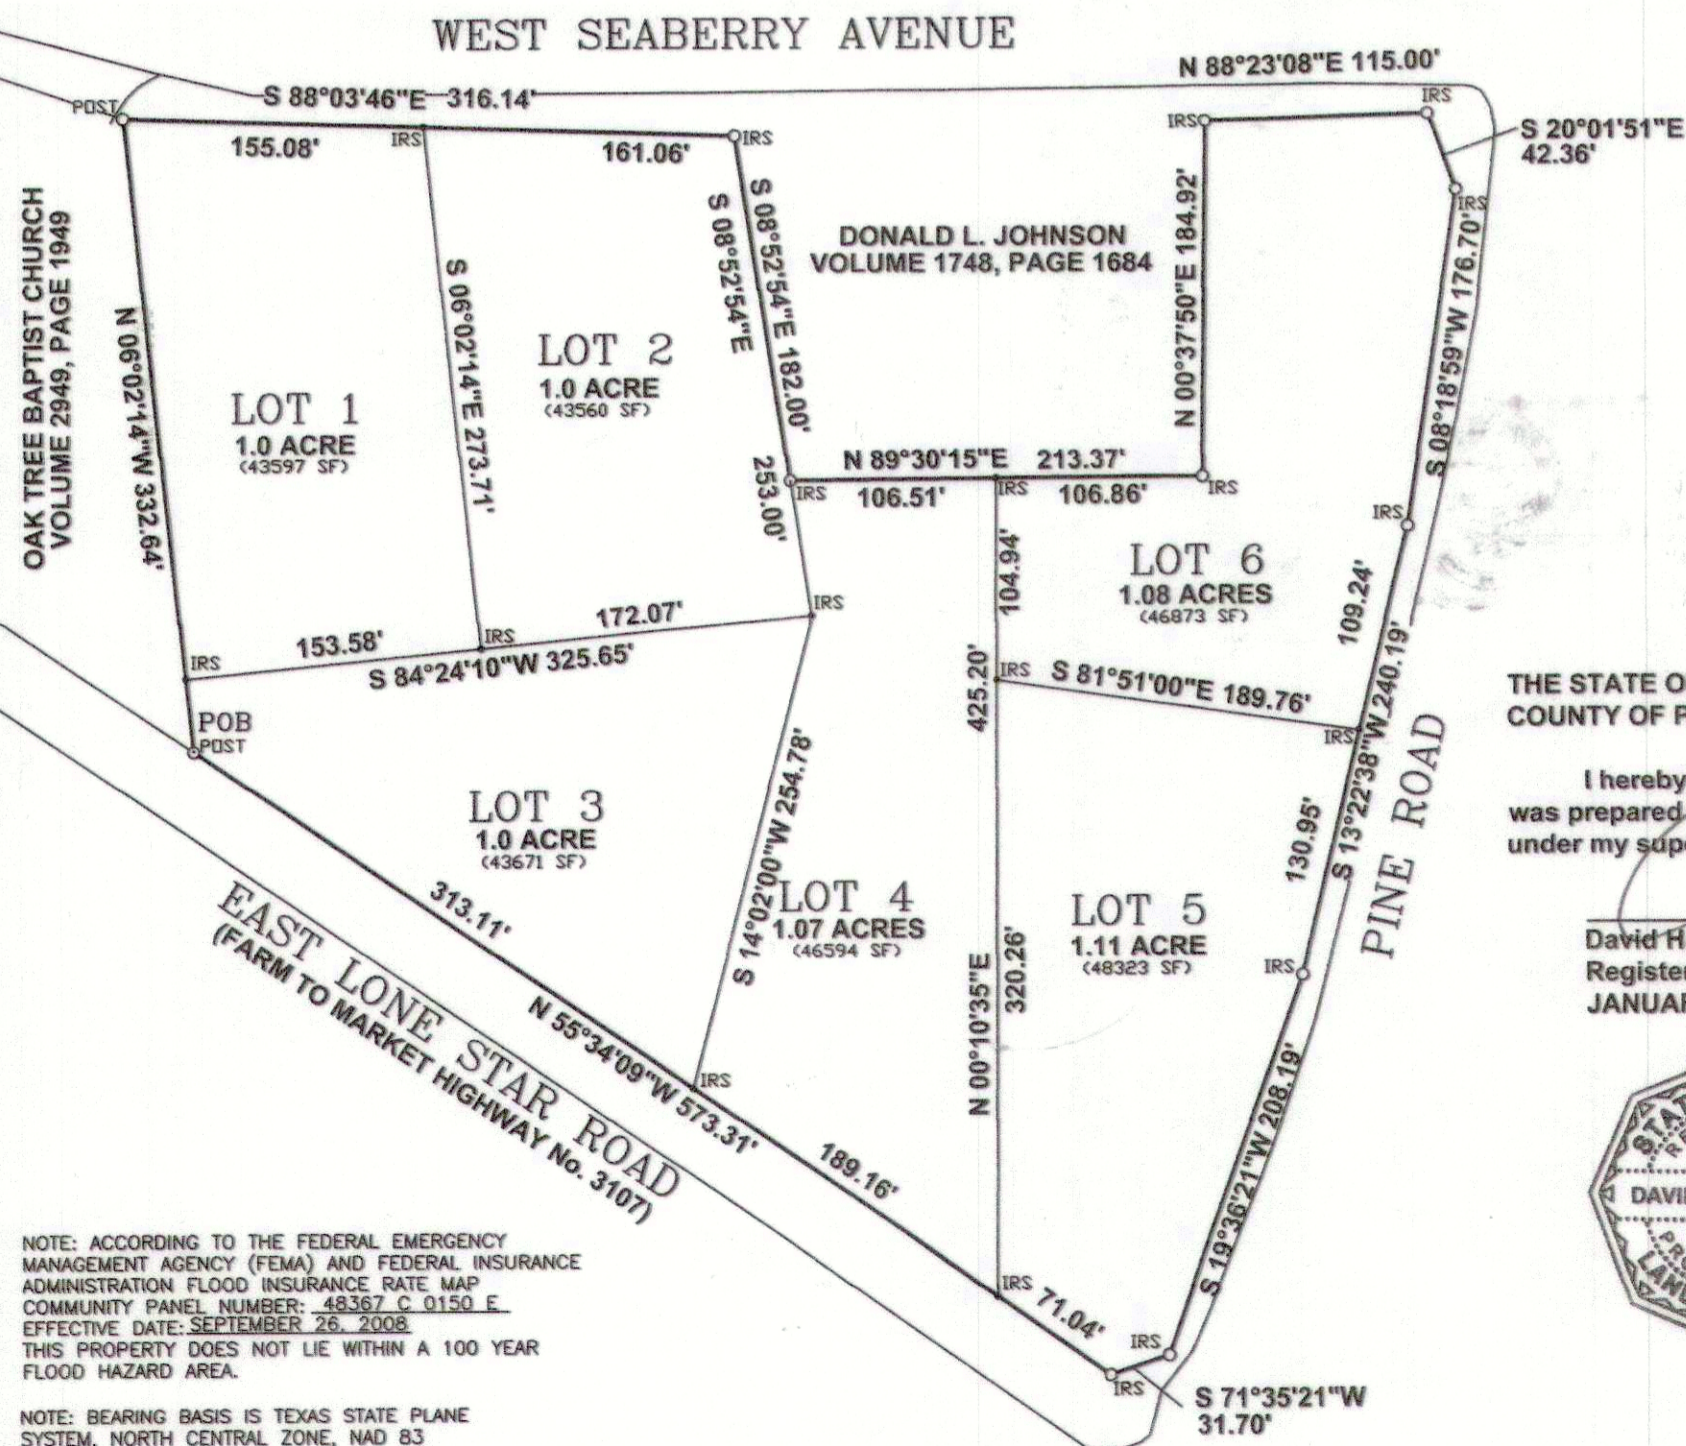 WEST SEABERRY AVENUE
N 88°23'08"E 115.00'
POST
S 88°03'46"E 316.14'
IRS
IRS
S 20°01'51"E
42.36'
155.08'
IRS
161.06'
IRS
IRS
OAK TREE BAPTIST CHURCH
VOLUME 2949, PAGE 1949
N 06°02'14"W 332.64'
S 06°02'14"E 273.71'
S 08°52'54"E
253.00'
S 08°52'54"E 182.00'
DONALD L. JOHNSON
VOLUME 1748, PAGE 1684
N 00°37'50"E 184.92'
S 08°18'59"W 176.70'
LOT 1
1.0 ACRE
(43597 SF)
LOT 2
1.0 ACRE
(43560 SF)
N 89°30'15"E 213.37'
IRS
106.51'
IRS
106.86'
IRS
IRS
LOT 6
1.08 ACRES
(46873 SF)
104.94'
109.24'
IRS
172.07'
IRS
153.58'
IRS
S 84°24'10"W 325.65'
425.20'
IRS
S 81°51'00"E 189.76'
IRS
S 13°22'38"W 240.19'
PINE ROAD
THE STATE O
COUNTY OF P
I hereby
was prepared
under my supe
POB
POST
LOT 3
1.0 ACRE
(43671 SF)
S 14°02'00"W 254.78'
130.95'
313.11'
LOT 4
1.07 ACRES
(46594 SF)
LOT 5
1.11 ACRE
(48323 SF)
David H
Register
JANUAR
IRS
N 00°10'35"E
320.26'
EAST LONE STAR ROAD
(FARM TO MARKET HIGHWAY No. 3107)
N 55°34'09"W 573.31'
IRS
189.16'
S 19°36'21"W 208.19'
STAT
RE
DAVI
PRO
LAN
IRS
71.04'
IRS
IRS
S 71°35'21"W
31.70'
NOTE: ACCORDING TO THE FEDERAL EMERGENCY
MANAGEMENT AGENCY (FEMA) AND FEDERAL INSURANCE
ADMINISTRATION FLOOD INSURANCE RATE MAP
COMMUNITY PANEL NUMBER: 48367 C 0150 E
EFFECTIVE DATE: SEPTEMBER 26, 2008
THIS PROPERTY DOES NOT LIE WITHIN A 100 YEAR
FLOOD HAZARD AREA.
NOTE: BEARING BASIS IS TEXAS STATE PLANE
SYSTEM, NORTH CENTRAL ZONE, NAD 83